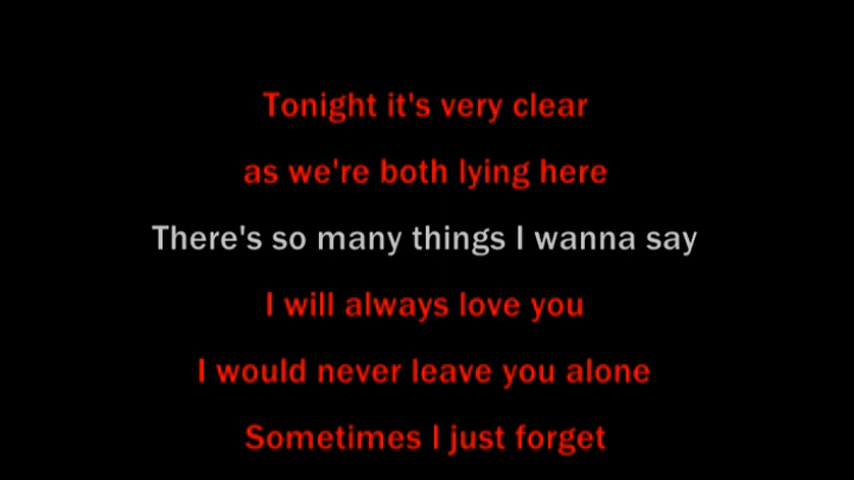 Tonight it's very clear
as we're both lying here
There's so many things I wanna say
I will always love you
I would never leave you alone
Sometimes I just forget